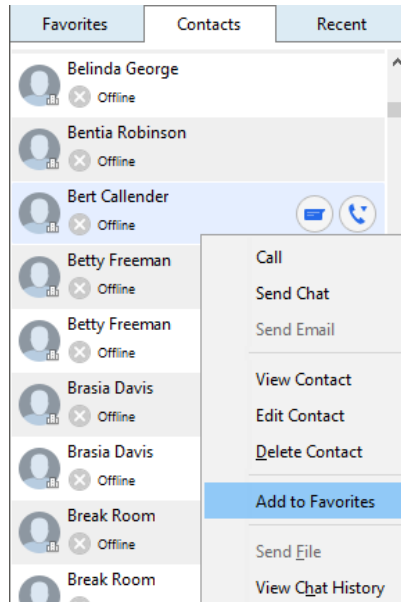 Favorites Contacts Recent
Belinda George
Offline
Bentia Robinson
Offline
Bert Callender
Offline
Betty Freeman
Offline
Betty Freeman
Offline
Brasia Davis
Offline
Brasia Davis
Offline
Break Room
Offline
Break Room
Call
Send Chat
Send Email
View Contact
Edit Contact
Delete Contact
Add to Favorites
Send File
View Chat History